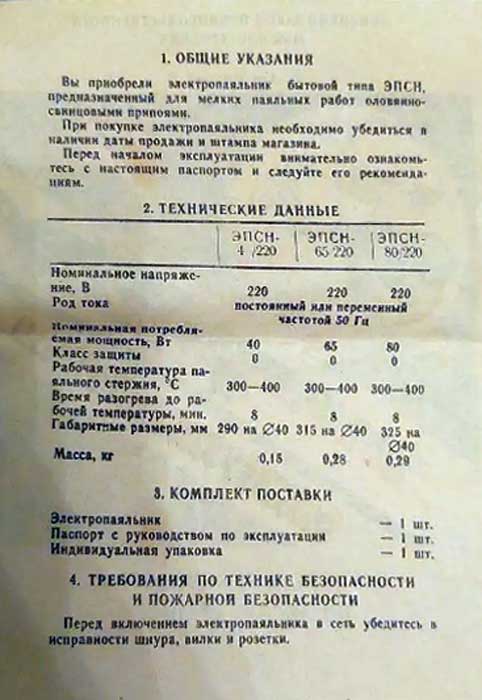 1. ОБЩИЕ УКАЗАНИЯ
Вы приобрели электропаяльник бытовой типа ЭПСН,
предназначенный для мелких паяльных работ оловянно-
свинцовыми припоями.
При покупке электропаяльника необходимо убедиться в
наличии даты продажи и штампа магазина.
Перед началом эксплуатации внимательно ознакомь-
тесь с настоящим паспортом и следуйте его рекоменда-
циям.
2. ТЕХНИЧЕСКИЕ ДАННЫЕ
ЭПСН- ЭПСН- ЭПСН-
4 /220 65/220 80/220
Номинальное напряже-
ние, В 220 220 220
Род тока постоянный или переменный
частотой 50 Гц
Номинальная потребля-
емая мощность, Вт 40 65 80
Класс защиты 0 0 0
Рабочая температура па-
яльного стержня, °С 300—400 300—400 300—400
Время разогрева до ра-
бочей температуры, мин. 8 8 8
Габаритные размеры, мм 290 на ∅40 315 на ∅40 325 на
∅40
Масса, кг 0,15 0,28 0,29
3. КОМПЛЕКТ ПОСТАВКИ
Электропаяльник — 1 шт.
Паспорт с руководством по эксплуатации — 1 шт.
Индивидуальная упаковка — 1 шт.
4. ТРЕБОВАНИЯ ПО ТЕХНИКЕ БЕЗОПАСНОСТИ
И ПОЖАРНОЙ БЕЗОПАСНОСТИ
Перед включением электропаяльника в сеть убедитесь в
исправности шнура, вилки и розетки.